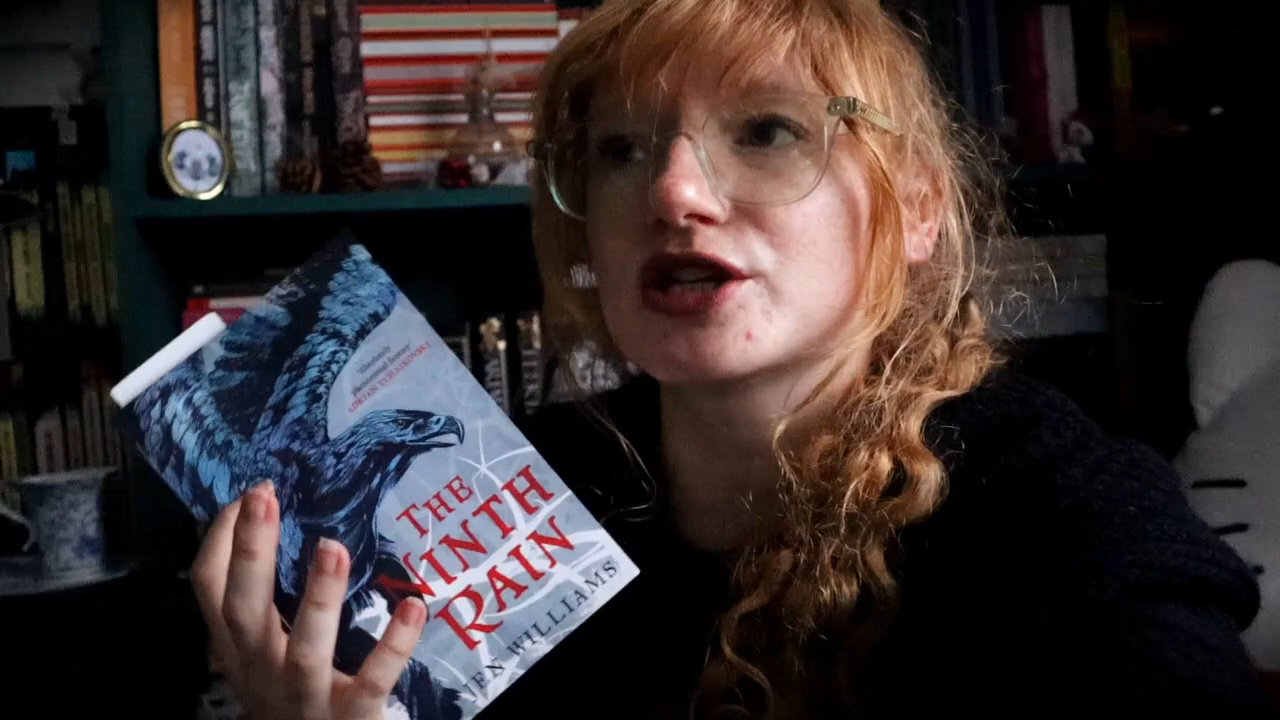 "Absolutely
phenomenal fantasy"
ADRIAN TCHAIKOVSKY
THE
NINTH
RAIN
JEN WILLIAMS